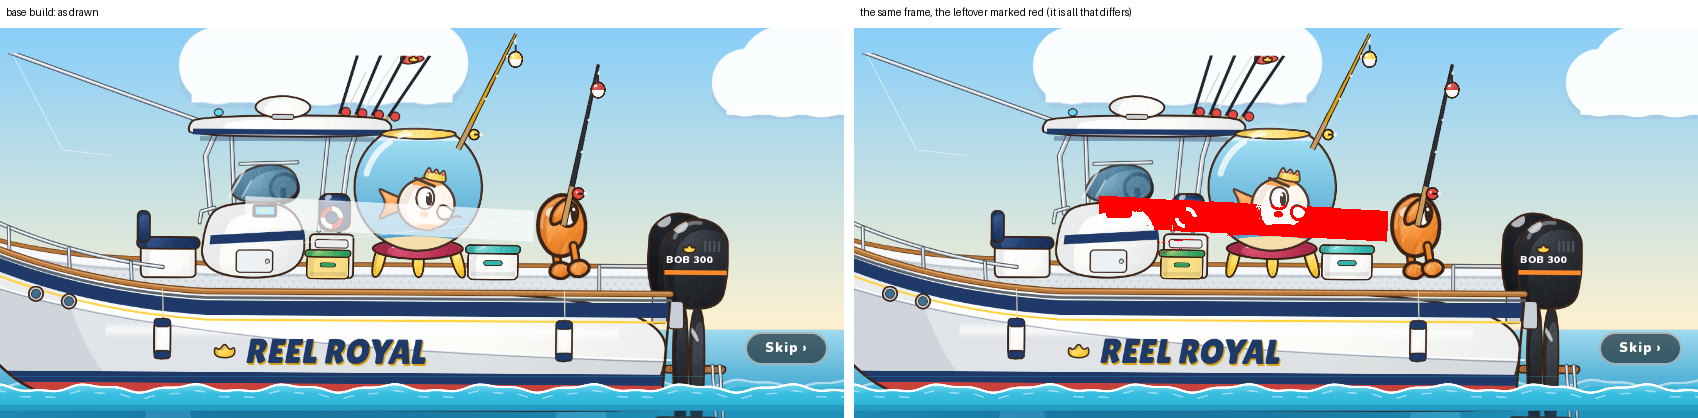 base build: as drawn
the same frame, the leftover marked red (it is all that differs)
BOB 300
REEL ROYAL
Skip ›
BOB 300
REEL ROYAL
Skip ›